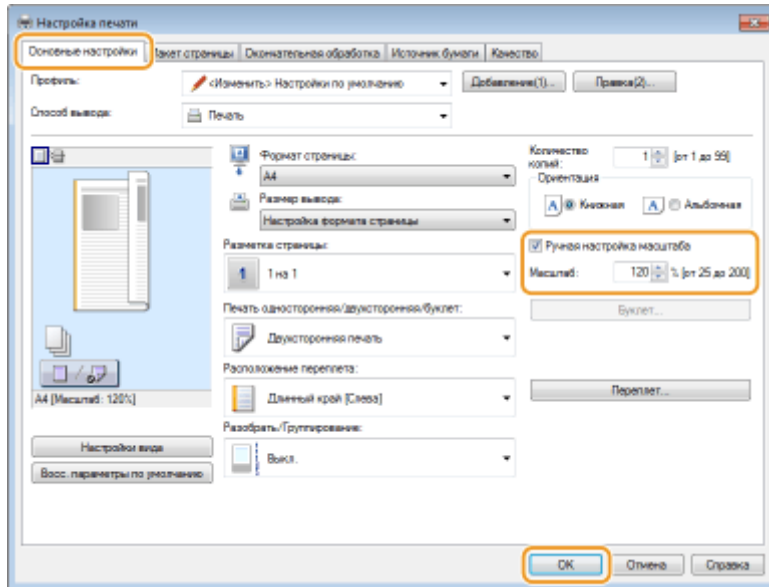 Настройка печати
Основные настройки Макет страницы Окончательная обработка Источник бумаги Качество
Профиль: <Изменить> Настройки по умолчанию Добавление(1)... Правка(2)...
Способ вывода: Печать
Формат страницы:
A4
Размер вывода:
Настройка формата страницы
Разметка страницы:
1
1 на 1
Печать односторонняя/двухсторонняя/буклет:
Двухсторонняя печать
Расположение переплета:
Длинный край [Слева]
Разобрать/Группирование:
Выкл.
Количество копий: 1 [от 1 до 99]
Ориентация
A Книжная A Альбомная
Ручная настройка масштаба
Масштаб: 120 % [от 25 до 200]
Буклет...
Переплет...
A4 [Масштаб: 120%]
Настройки вида
Восс. параметры по умолчанию
OK Отмена Справка